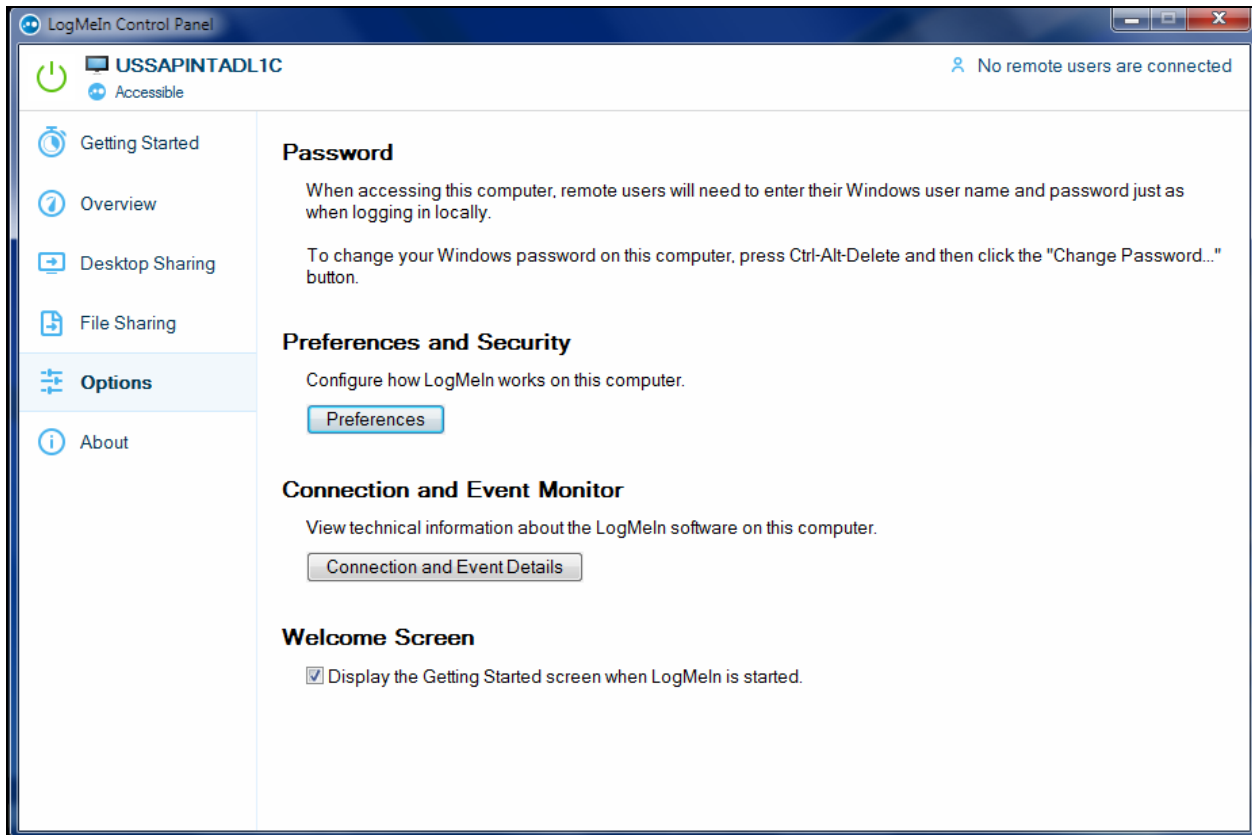 LogMeIn Control Panel
USSAPINTADL1C
Accessible
No remote users are connected
Getting Started
Overview
Desktop Sharing
File Sharing
Options
About
Password
When accessing this computer, remote users will need to enter their Windows user name and password just as
when logging in locally.
To change your Windows password on this computer, press Ctrl-Alt-Delete and then click the "Change Password..."
button.
Preferences and Security
Configure how LogMeIn works on this computer.
Preferences
Connection and Event Monitor
View technical information about the LogMeIn software on this computer.
Connection and Event Details
Welcome Screen
Display the Getting Started screen when LogMeIn is started.